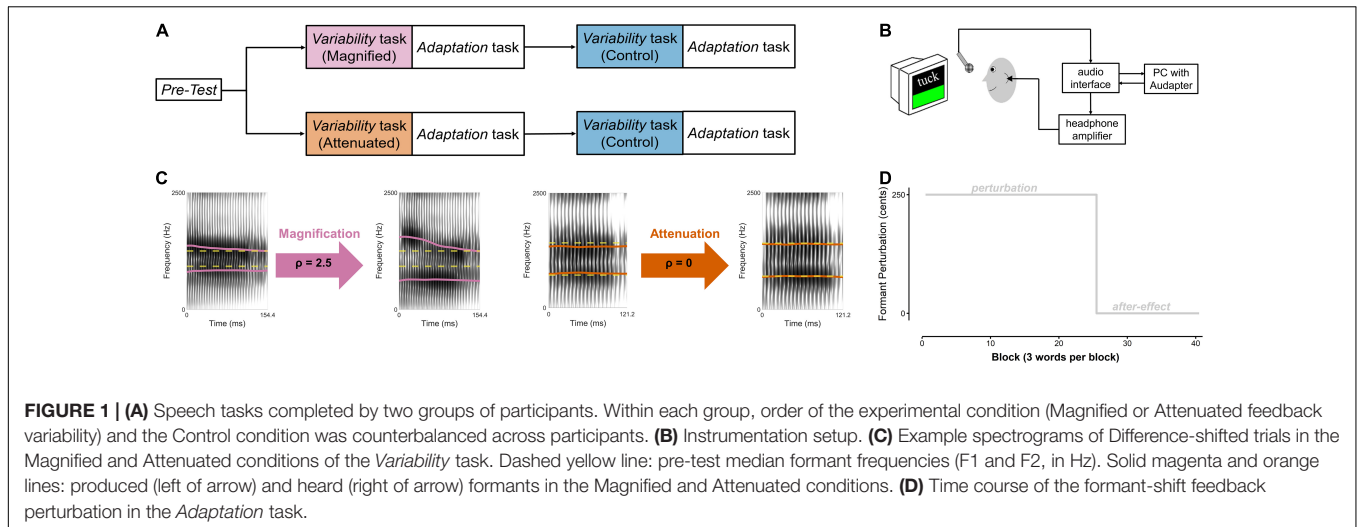 A
Pre-Test
Variability task
(Magnified)
Adaptation task
Variability task
(Control)
Adaptation task
Variability task
(Attenuated)
Adaptation task
Variability task
(Control)
Adaptation task
B
tuck
audio
interface
PC with
Audapter
headphone
amplifier
C
2500
Frequency (Hz)
0
0
154.4
Time (ms)
Magnification
ρ = 2.5
2500
Frequency (Hz)
0
0
154.4
Time (ms)
2500
Frequency (Hz)
0
0
121.2
Time (ms)
Attenuation
ρ = 0
2500
Frequency (Hz)
0
0
121.2
Time (ms)
D
Formant Perturbation (cents)
250
0
perturbation
after-effect
0
10
20
30
40
Block (3 words per block)
FIGURE 1 | (A) Speech tasks completed by two groups of participants. Within each group, order of the experimental condition (Magnified or Attenuated feedback
variability) and the Control condition was counterbalanced across participants. (B) Instrumentation setup. (C) Example spectrograms of Difference-shifted trials in the
Magnified and Attenuated conditions of the Variability task. Dashed yellow line: pre-test median formant frequencies (F1 and F2, in Hz). Solid magenta and orange
lines: produced (left of arrow) and heard (right of arrow) formants in the Magnified and Attenuated conditions. (D) Time course of the formant-shift feedback
perturbation in the Adaptation task.